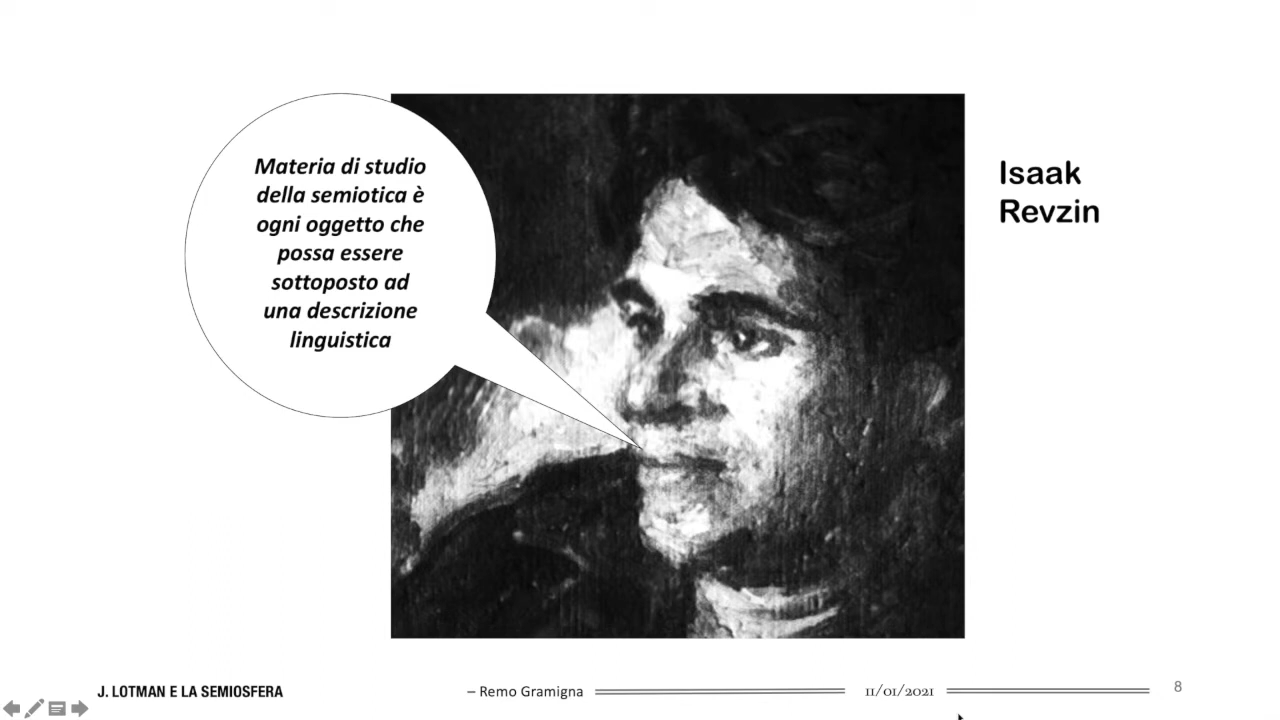 Materia di studio
della semiotica è
ogni oggetto che
possa essere
sottoposto ad
una descrizione
linguistica
Isaak
Revzin
J. LOTMAN E LA SEMIOSFERA
– Remo Gramigna
11/01/2021
8